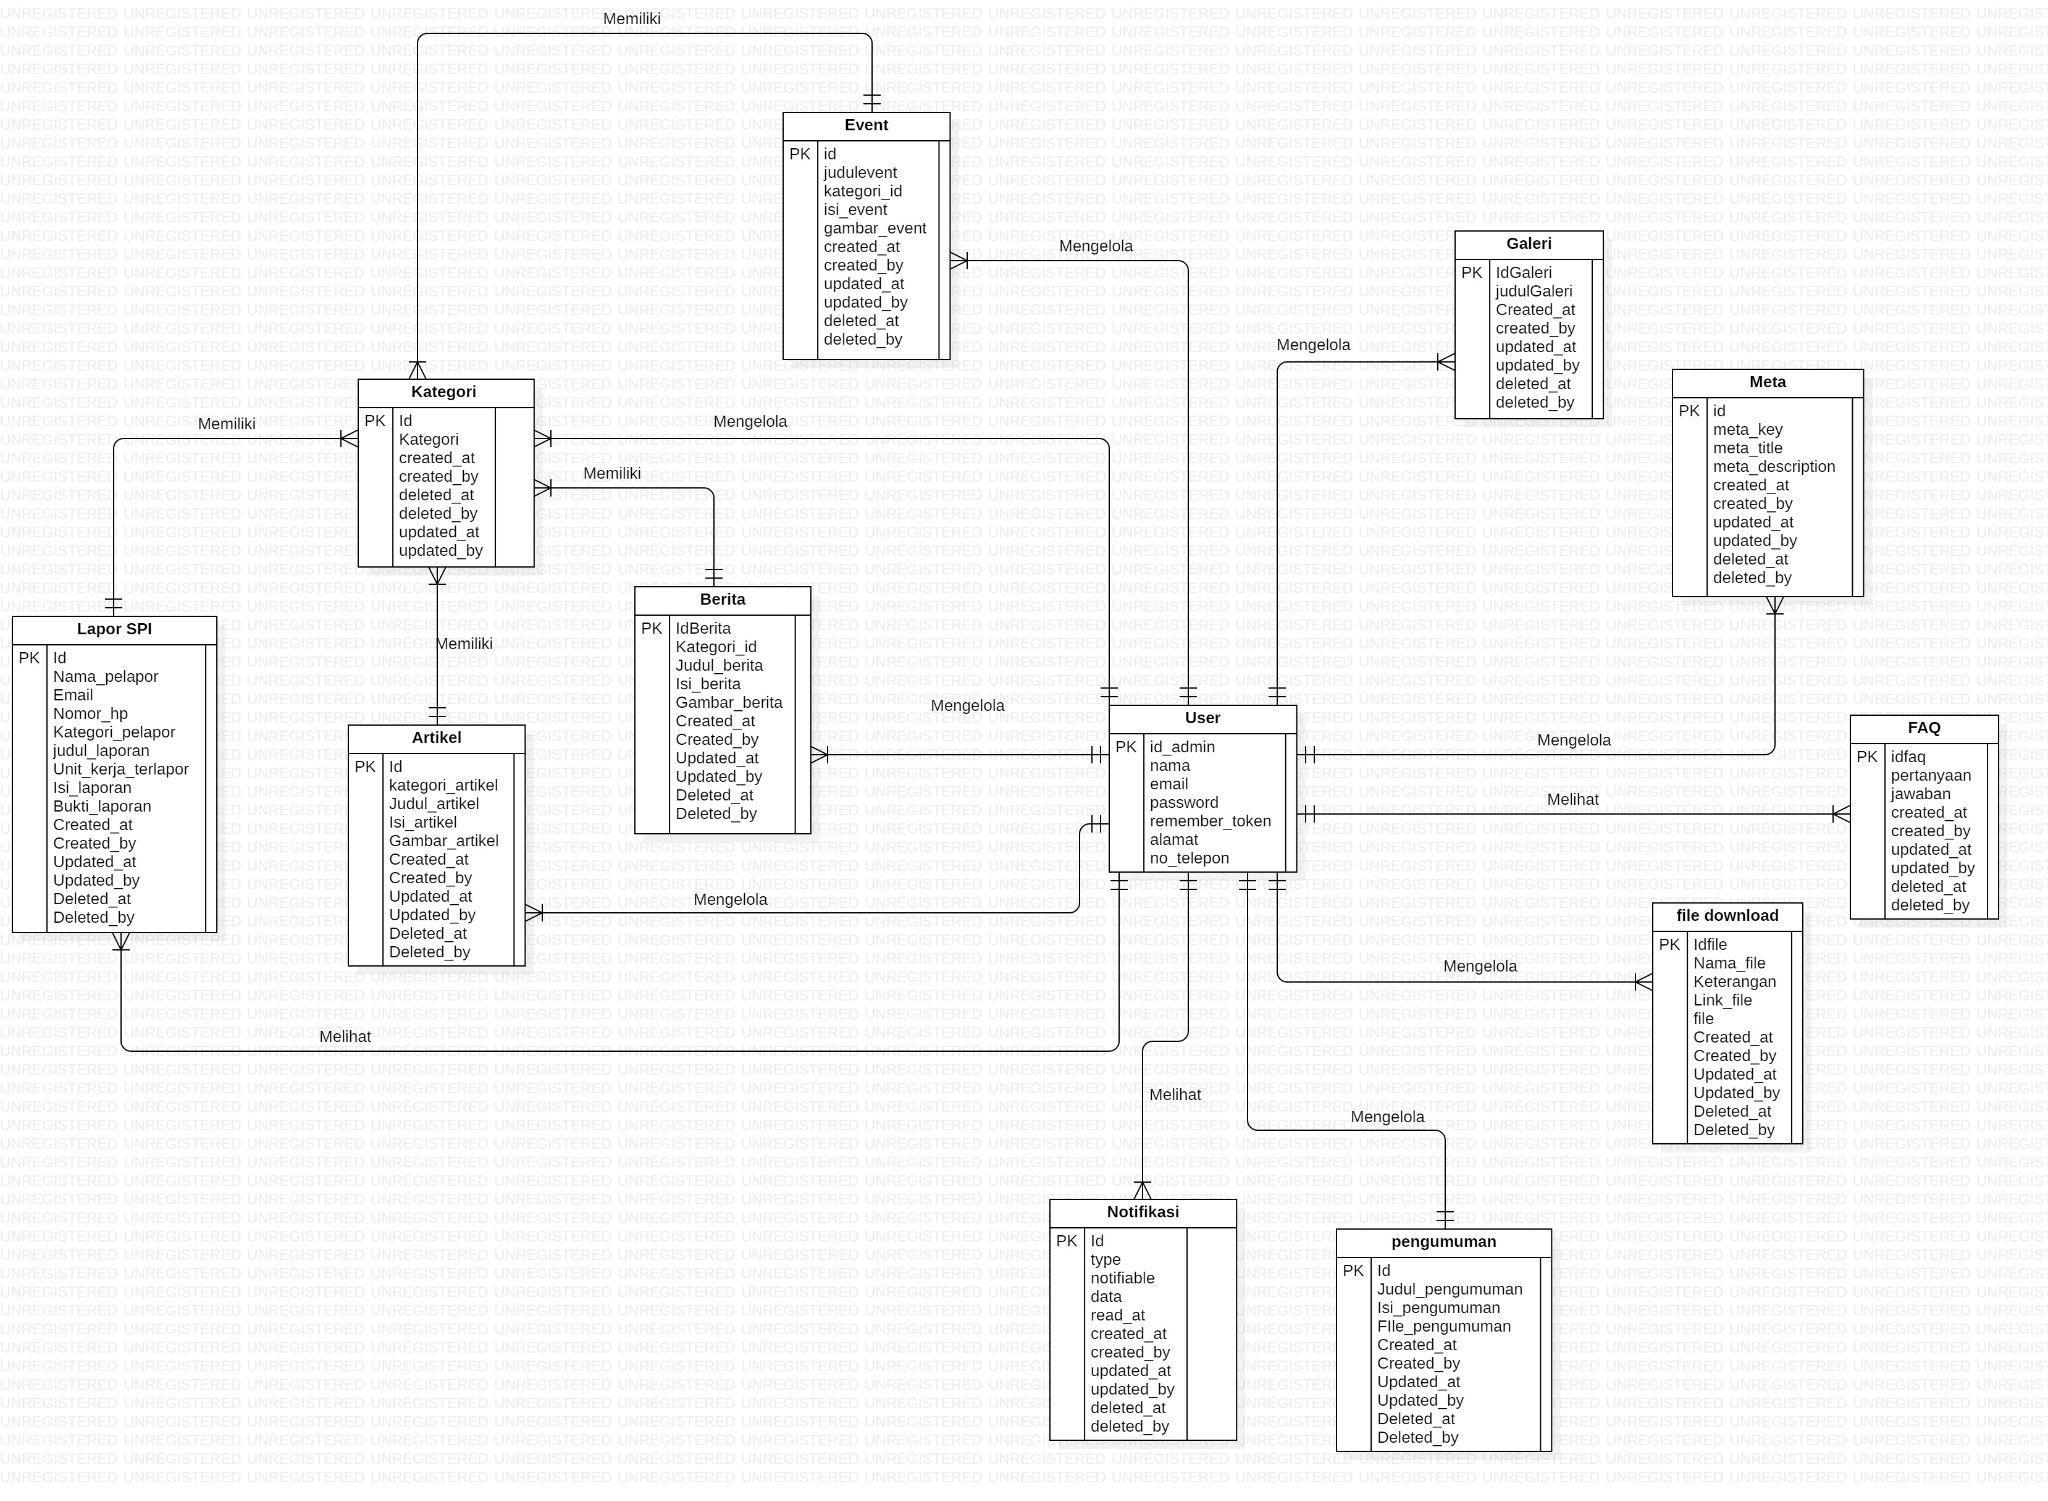 Memiliki
Event
PK id
judulevent
kategori_id
isi_event
gambar_event
created_at
created_by
updated_at
updated_by
deleted_at
deleted_by
Mengelola
Galeri
PK IdGaleri
judulGaleri
Created_at
created_by
updated_at
updated_by
deleted_at
deleted_by
Mengelola
Meta
PK id
meta_key
meta_title
meta_description
created_at
created_by
updated_at
updated_by
deleted_at
deleted_by
Kategori
PK Id
Kategori
created_at
created_by
deleted_at
deleted_by
updated_at
updated_by
Memiliki
Mengelola
Memiliki
Lapor SPI
PK Id
Nama_pelapor
Email
Nomor_hp
Kategori_pelapor
judul_laporan
Unit_kerja_terlapor
Isi_laporan
Bukti_laporan
Created_at
Created_by
Updated_at
Updated_by
Deleted_at
Deleted_by
Memiliki
Artikel
PK Id
kategori_artikel
Judul_artikel
Isi_artikel
Gambar_artikel
Created_at
Created_by
Updated_at
Updated_by
Deleted_at
Deleted_by
Berita
PK IdBerita
Kategori_id
Judul_berita
Isi_berita
Gambar_berita
Created_at
Created_by
Updated_at
Updated_by
Deleted_at
Deleted_by
Mengelola
User
PK id_admin
nama
email
password
remember_token
alamat
no_telepon
Mengelola
Melihat
FAQ
PK idfaq
pertanyaan
jawaban
created_at
created_by
updated_at
updated_by
deleted_at
deleted_by
Mengelola
file download
PK Idfile
Nama_file
Keterangan
Link_file
file
Created_at
Created_by
Updated_at
Updated_by
Deleted_at
Deleted_by
Mengelola
Melihat
Melihat
Mengelola
Notifikasi
PK Id
type
notifiable
data
read_at
created_at
created_by
updated_at
updated_by
deleted_at
deleted_by
pengumuman
PK Id
Judul_pengumuman
Isi_pengumuman
FIle_pengumuman
Created_at
Created_by
Updated_at
Updated_by
Deleted_at
Deleted_by
UNREGISTERED